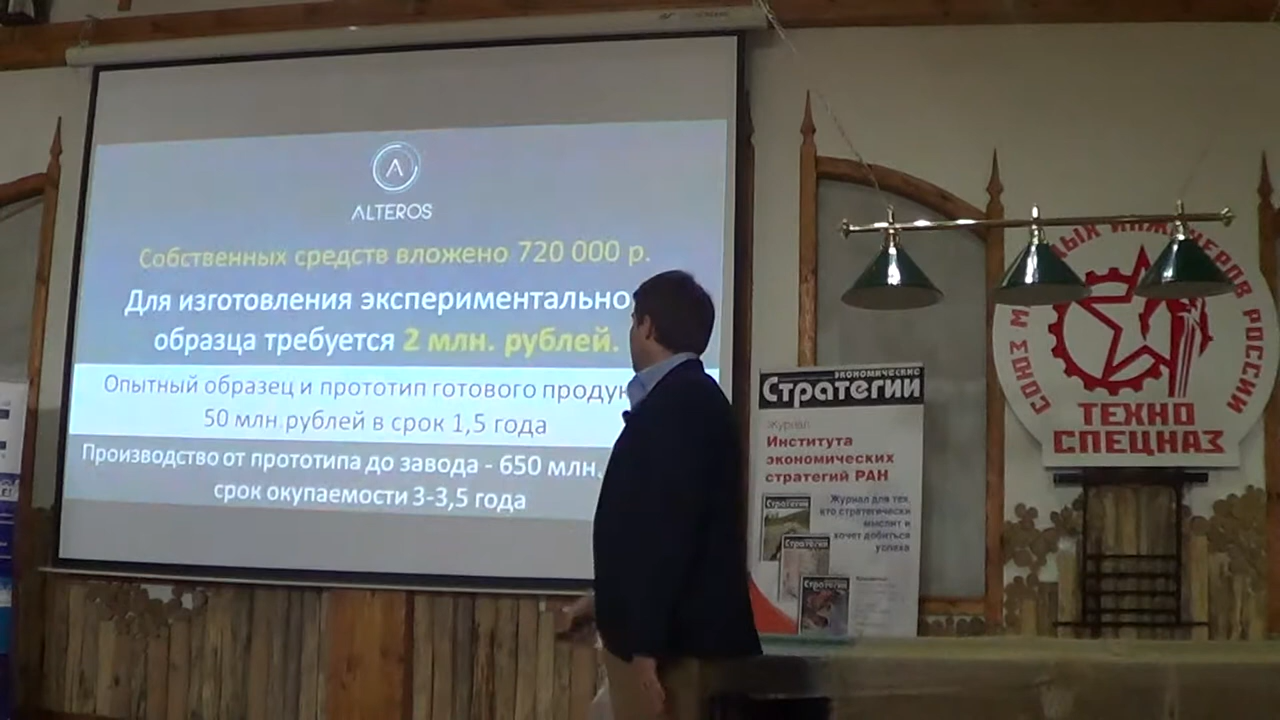 ALTEROS
Собственных средств вложено 720 000 р.
Для изготовления экспериментально
образца требуется 2 млн. рублей.
Опытный образец и прототип готового продук
50 млн рублей в срок 1,5 года
Производство от прототипа до завода - 650 млн,
срок окупаемости 3-3,5 года
экономические
Стратегии
Журнал
Института
экономических
стратегий РАН
Журнал для тех,
кто стратегически
мыслит и
хочет добиться
успеха
Стратегии
Стратегии
Стратегии
СОЮЗ М ЫХ ИНЖЕНЕРОВ РОССИИ
ТЕХНО
СПЕЦНАЗ